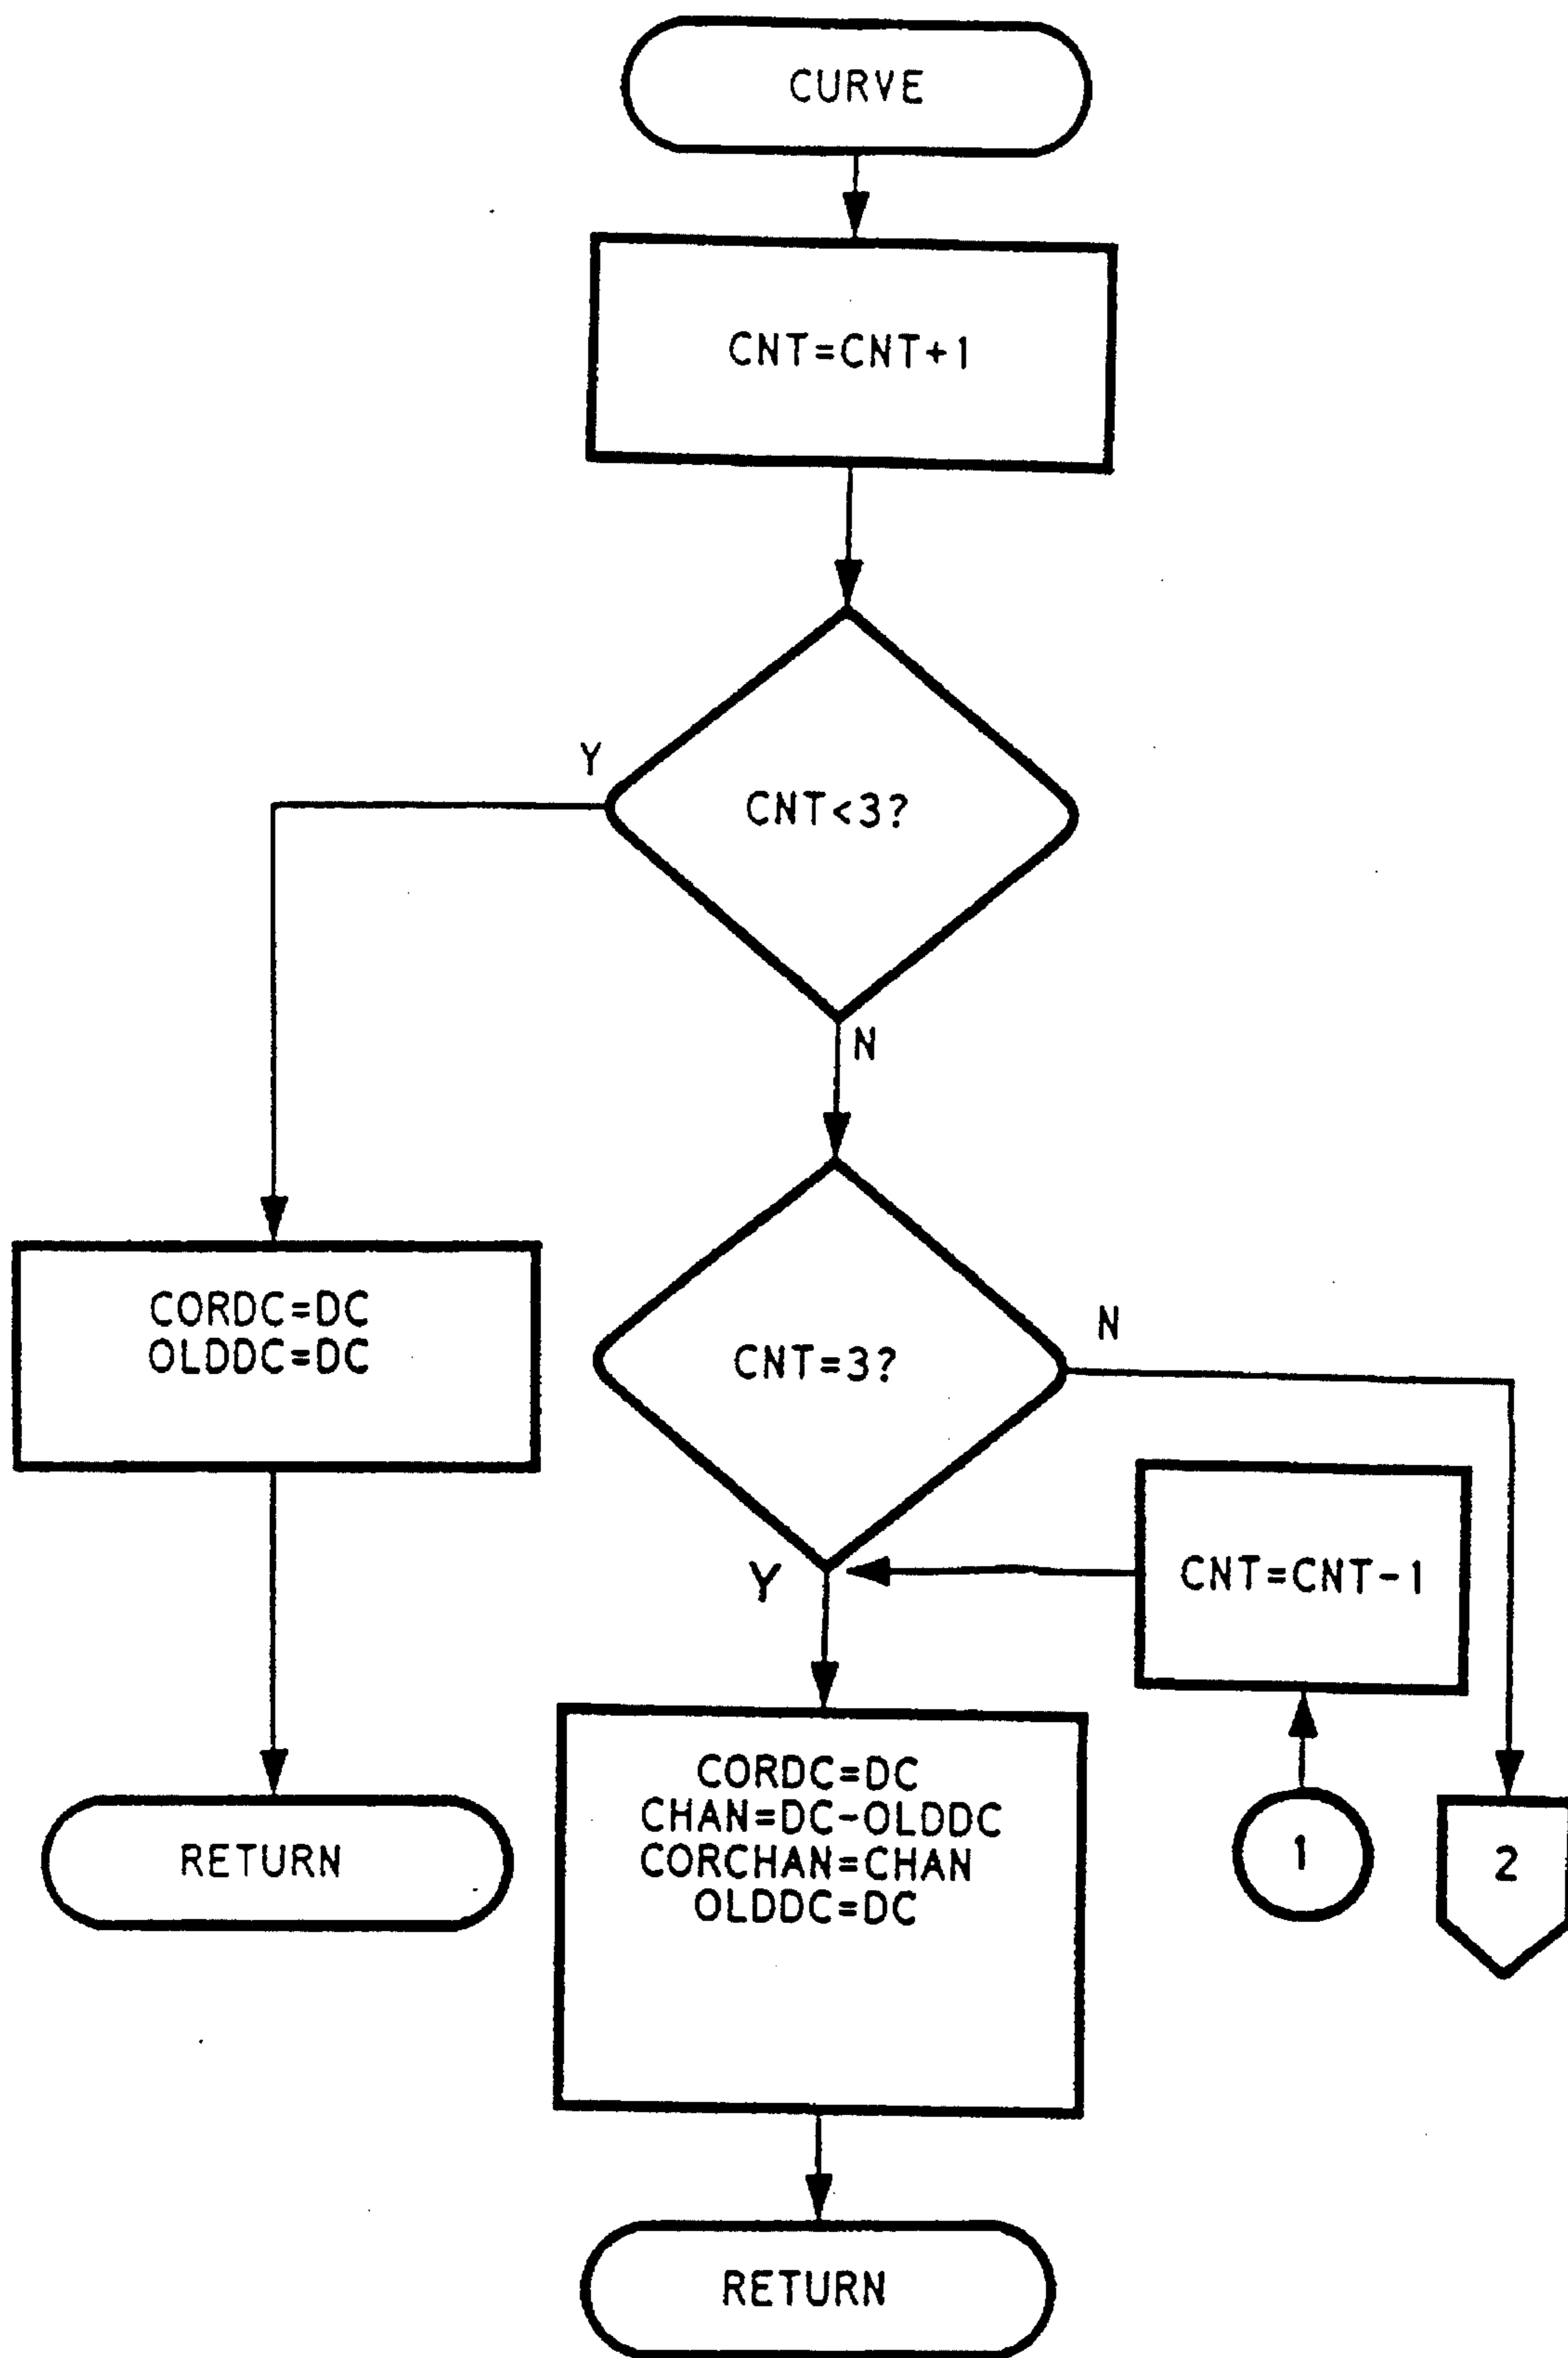 CURVE
CNT=CNT+1
CNT<3?
Y
N
CNT=3?
N
Y
CORDC=DC
OLDDC=DC
RETURN
CNT=CNT-1
1
2
CORDC=DC
CHAN=DC-OLDDC
CORCHAN=CHAN
OLDDC=DC
RETURN